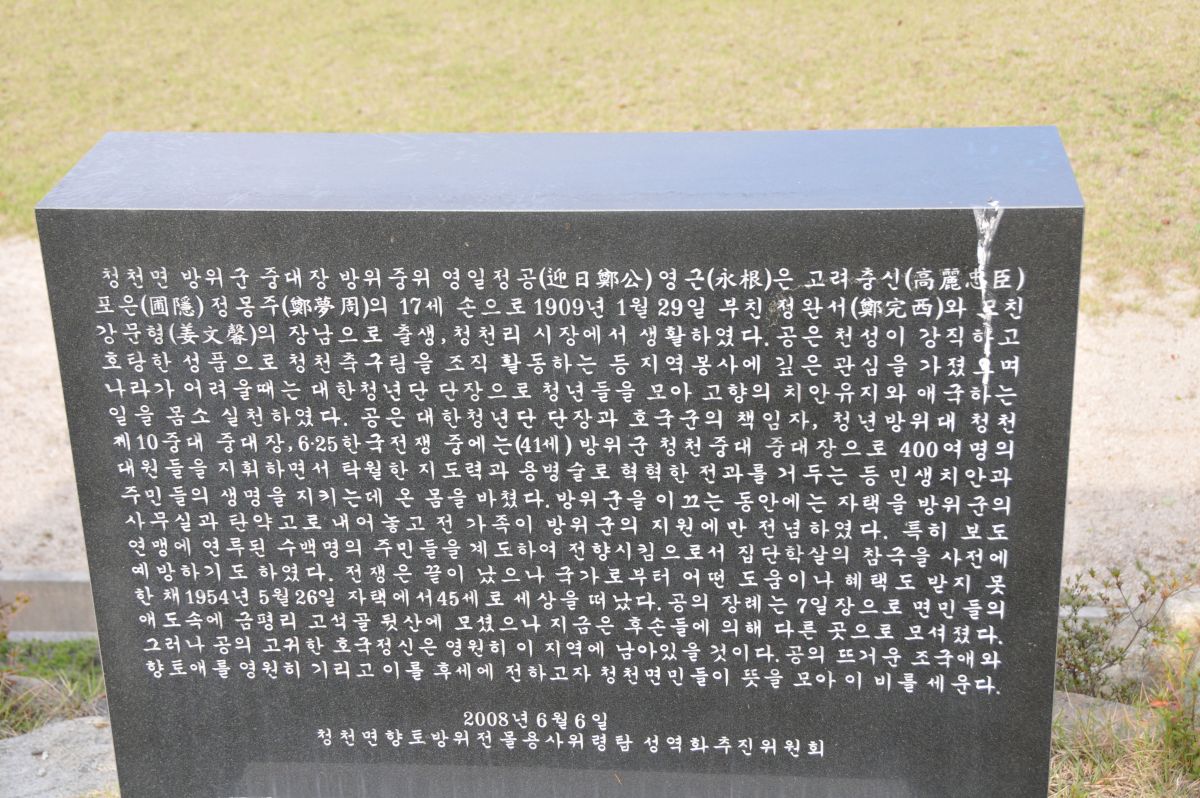 청천면 방위군 중대장 방위중위 영일정공(迎日鄭公)영근(永根)은 고려충신(高麗忠臣)
포은(圃隱)정몽주(鄭夢周)의 17세 손으로 1909년 1월 29일 부친 정완서(鄭完西)와 모친
강문형(姜文馨)의 장남으로 출생, 청천리 시장에서 생활하였다. 공은 천성이 강직하고
호탕한 성품으로 청천축구팀을 조직 활동하는 등 지역봉사에 깊은 관심을 가졌으며
나라가 어려울때는 대한청년단 단장으로 청년들을 모아 고향의 치안유지와 애국하는
일을 몸소 실천하였다. 공은 대한청년단 단장과 호국군의 책임자, 청년방위대 청천
제10중대 중대장, 6·25한국전쟁 중에는(41세) 방위군 청천중대 중대장으로 400여명의
대원들을 지휘하면서 탁월한 지도력과 용병술로 혁혁한 전과를 거두는 등 민생치안과
주민들의 생명을 지키는데 온 몸을 바쳤다. 방위군을 이끄는 동안에는 자택을 방위군의
사무실과 탄약고로 내어 놓고 전 가족이 방위군의 지원에만 전념하였다. 특히 보도
연맹에 연류된 수백명의 주민들을 계도하여 전향시킴으로서 집단학살의 참극을 사전에
예방하기도 하였다. 전쟁은 끝이 났으나 국가로부터 어떤 도움이나 혜택도 받지 못
한 채 1954년 5월 26일 자택에서 45세로 세상을 떠났다. 공의 장례는 7일장으로 면민들의
애도속에 금평리 고석골 뒷산에 모셨으나 지금은 후손들에 의해 다른 곳으로 모셔졌다.
그러나 공의 고귀한 호국정신은 영원히 이 지역에 남아있을 것이다. 공의 뜨거운 조국애와
향토애를 영원히 기리고 이를 후세에 전하고자 청천면민들이 뜻을 모아 이 비를 세운다.
2008년 6월 6일
청천면향토방위전몰용사위령탑 성역화추진위원회